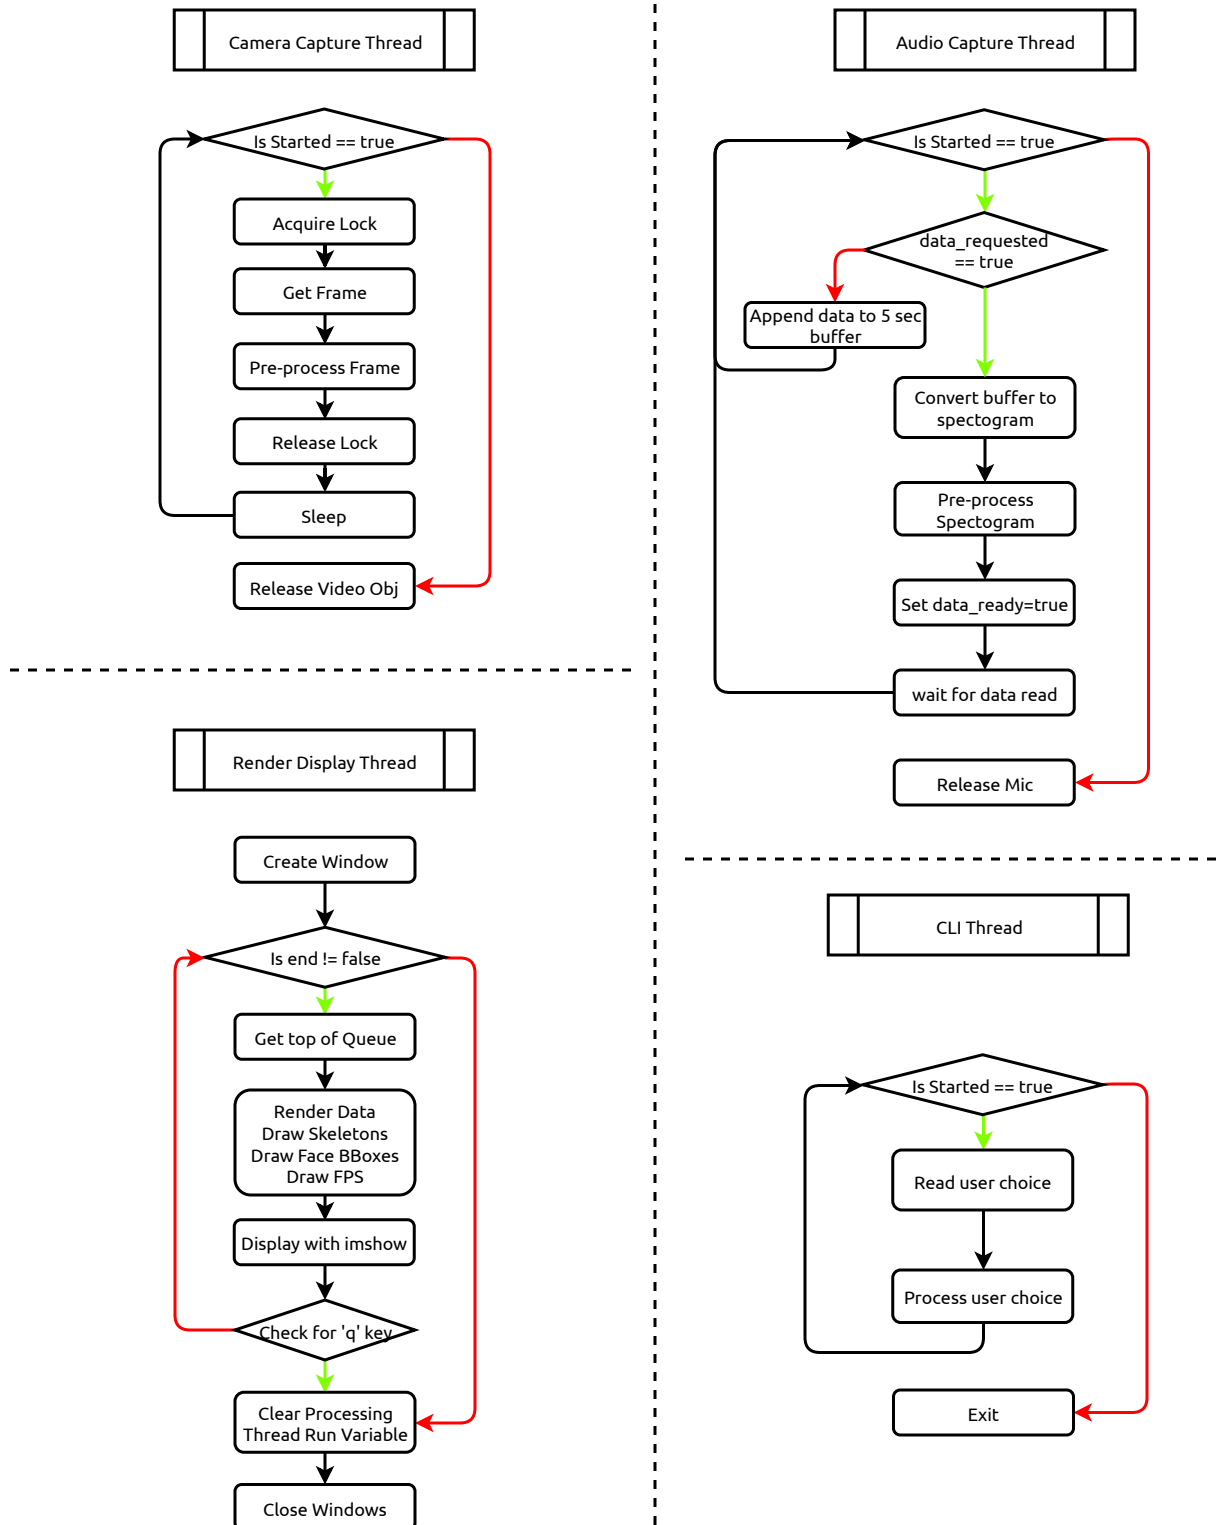 Camera Capture Thread
Is Started == true
Acquire Lock
Get Frame
Pre-process Frame
Release Lock
Sleep
Release Video Obj
Audio Capture Thread
Is Started == true
data_requested
== true
Append data to 5 sec
buffer
Convert buffer to
spectogram
Pre-process
Spectogram
Set data_ready=true
wait for data read
Release Mic
Render Display Thread
Create Window
Is end != false
Get top of Queue
Render Data
Draw Skeletons
Draw Face BBoxes
Draw FPS
Display with imshow
Check for 'q' key
Clear Processing
Thread Run Variable
Close Windows
CLI Thread
Is Started == true
Read user choice
Process user choice
Exit